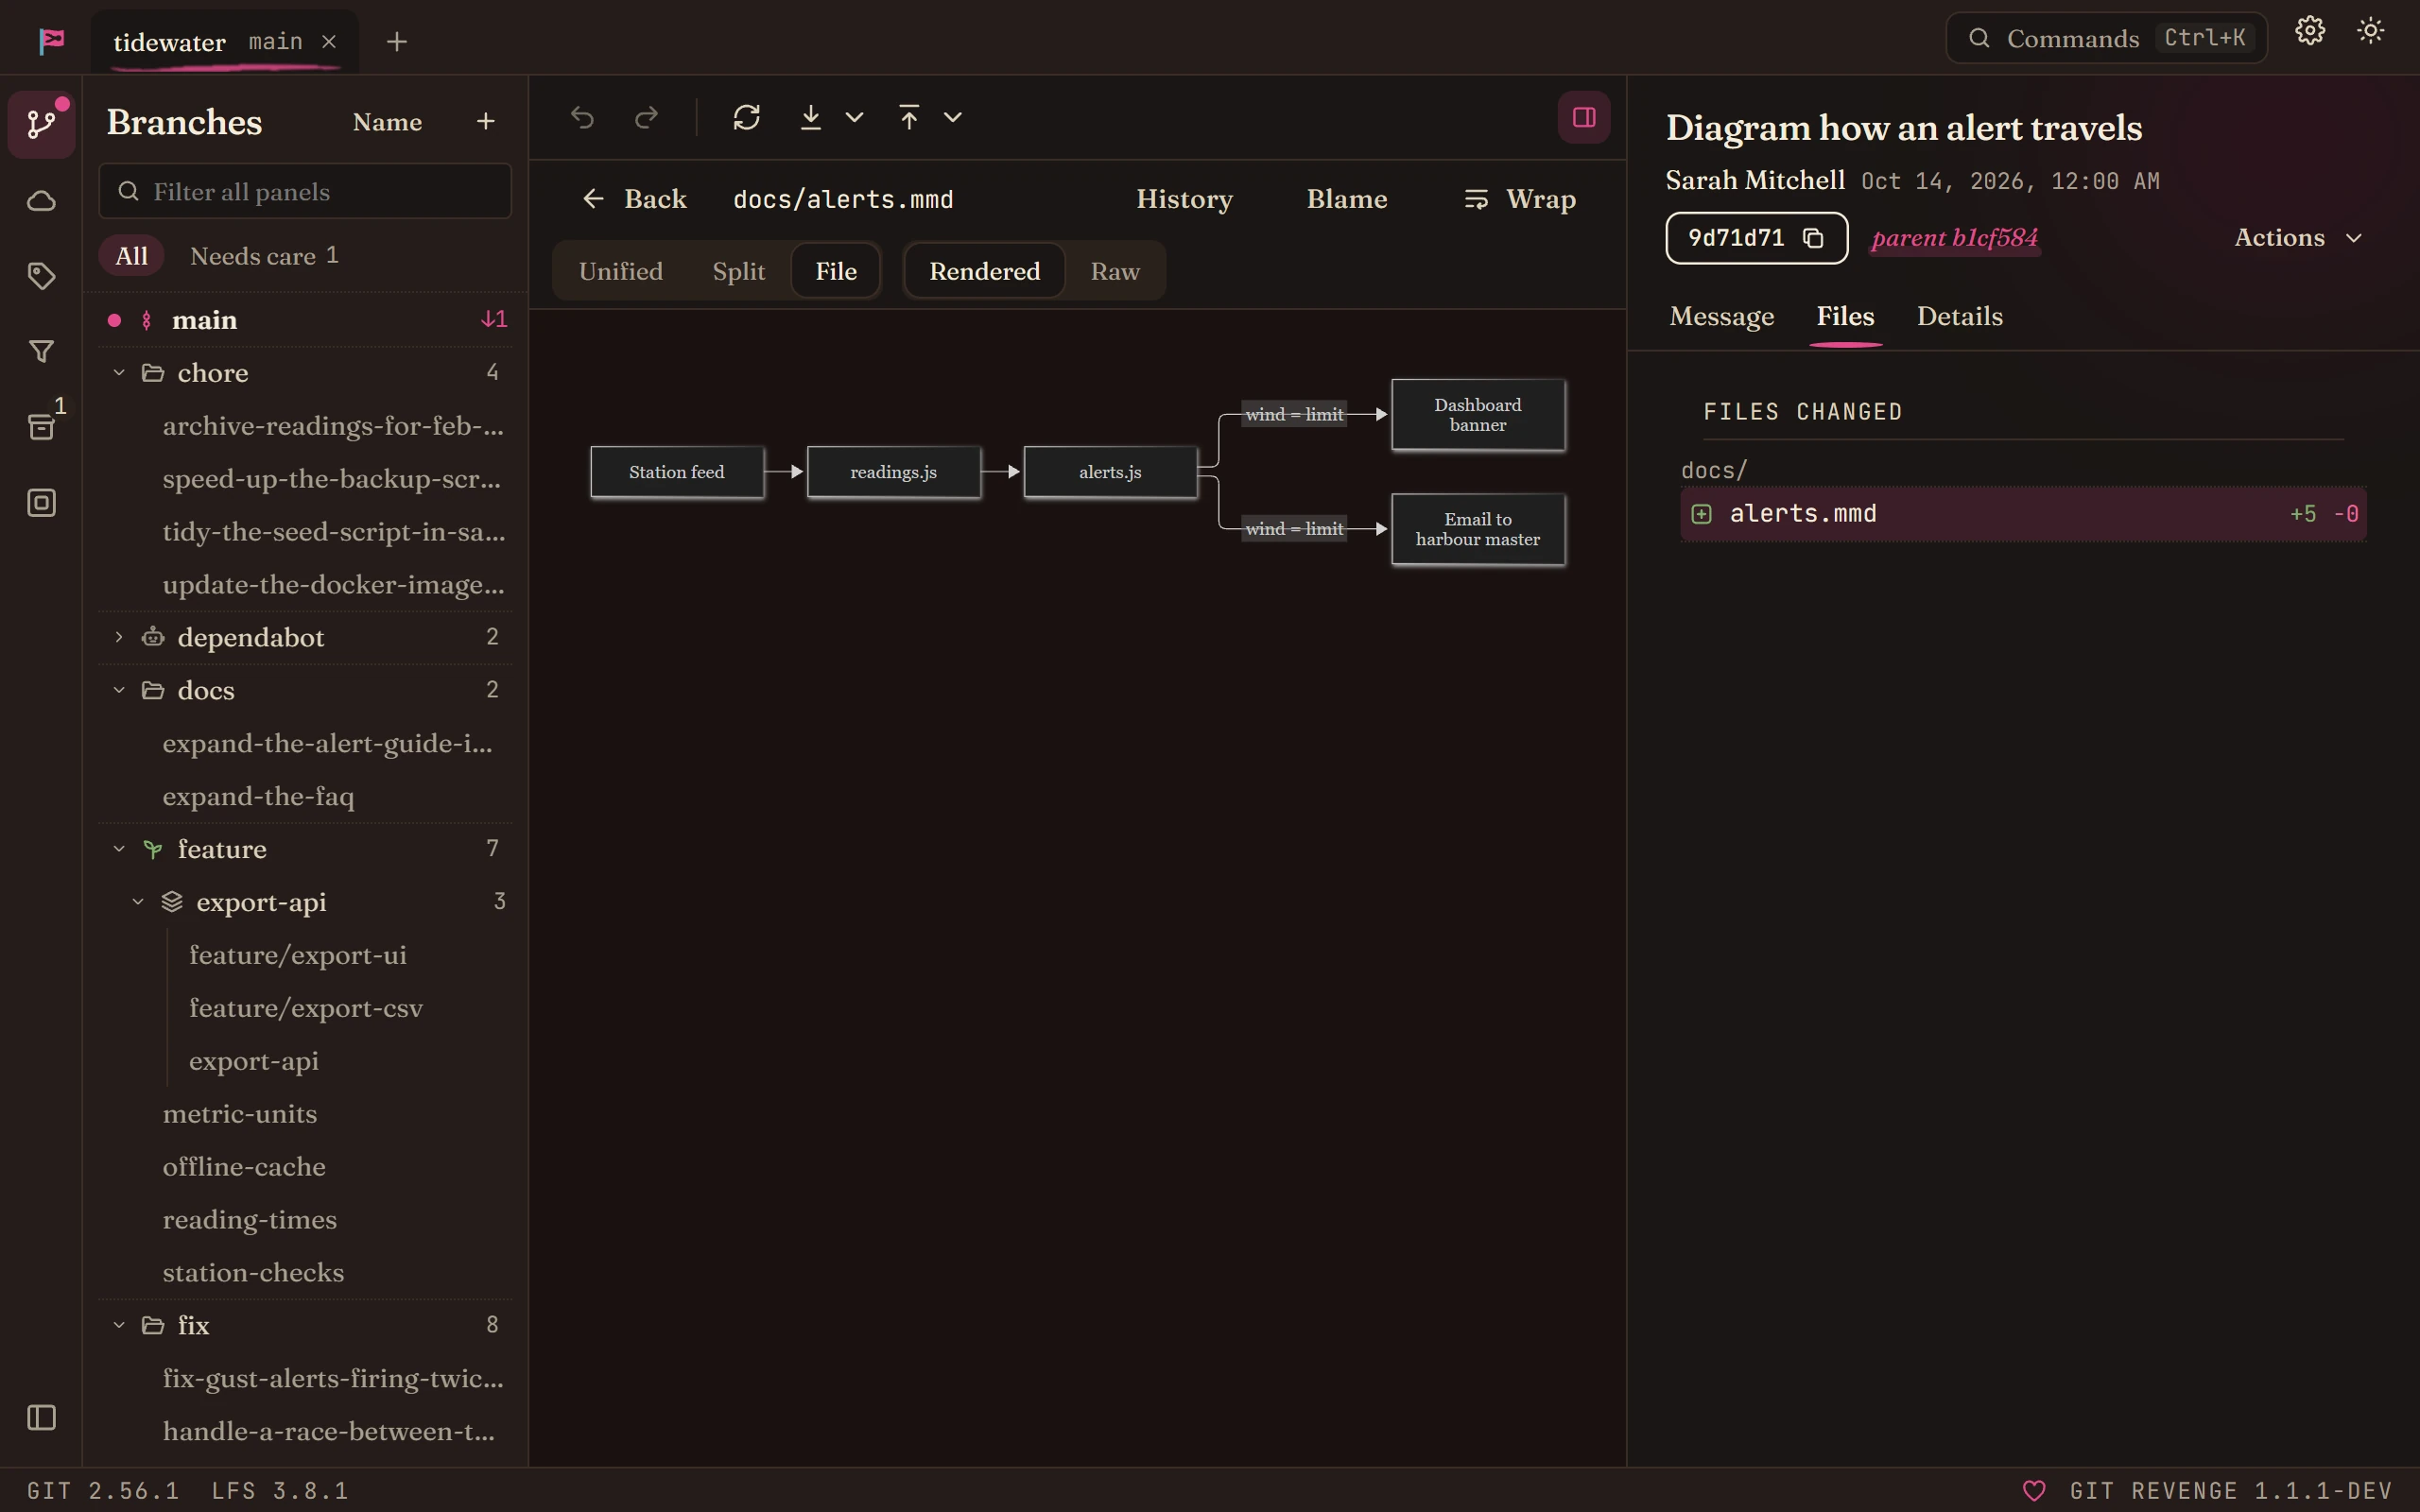 tidewater main
Commands Ctrl+K
Branches Name
Filter all panels
All Needs care 1
main ↓1
chore 4
archive-readings-for-feb-...
speed-up-the-backup-scr...
tidy-the-seed-script-in-sa...
update-the-docker-image...
dependabot 2
docs 2
expand-the-alert-guide-i...
expand-the-faq
feature 7
export-api 3
feature/export-ui
feature/export-csv
export-api
metric-units
offline-cache
reading-times
station-checks
fix 8
fix-gust-alerts-firing-twic...
handle-a-race-between-t...
1
Back docs/alerts.mmd History Blame Wrap
Unified Split File Rendered Raw
Station feed
readings.js
alerts.js
wind = limit
Dashboard
banner
wind = limit
Email to
harbour master
Diagram how an alert travels
Sarah Mitchell Oct 14, 2026, 12:00 AM
9d71d71 parent b1cf584 Actions
Message Files Details
FILES CHANGED
docs/
alerts.mmd +5 -0
GIT 2.56.1 LFS 3.8.1
GIT REVENGE 1.1.1-DEV